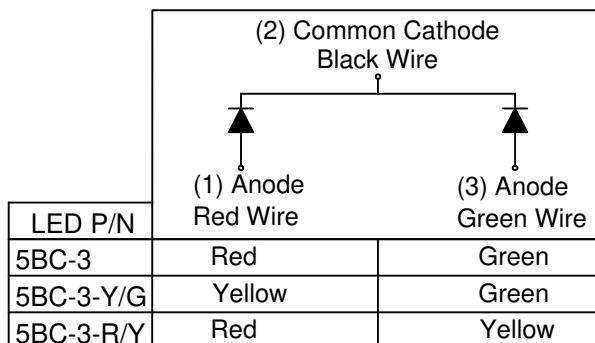 (2) Common Cathode
Black Wire
(1) Anode
Red Wire
(3) Anode
Green Wire
LED P/N
5BC-3 Red Green
5BC-3-Y/G Yellow Green
5BC-3-R/Y Red Yellow